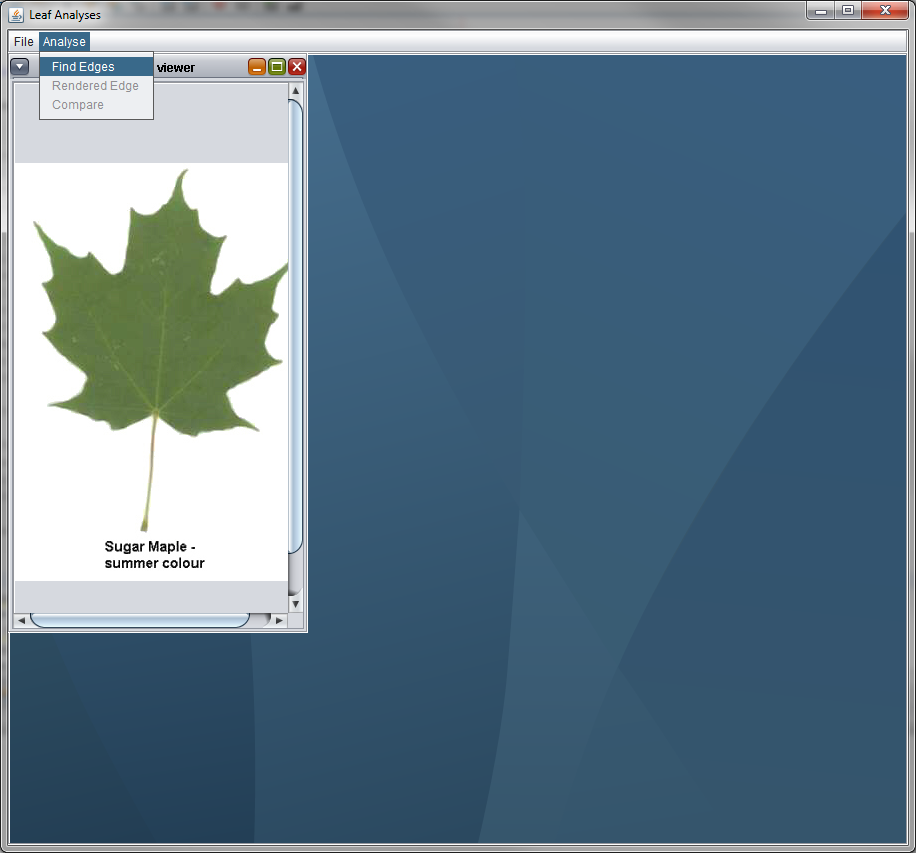 Leaf Analyses
File Analyse
Find Edges
viewer
Rendered Edge
Compare
Sugar Maple -
summer colour